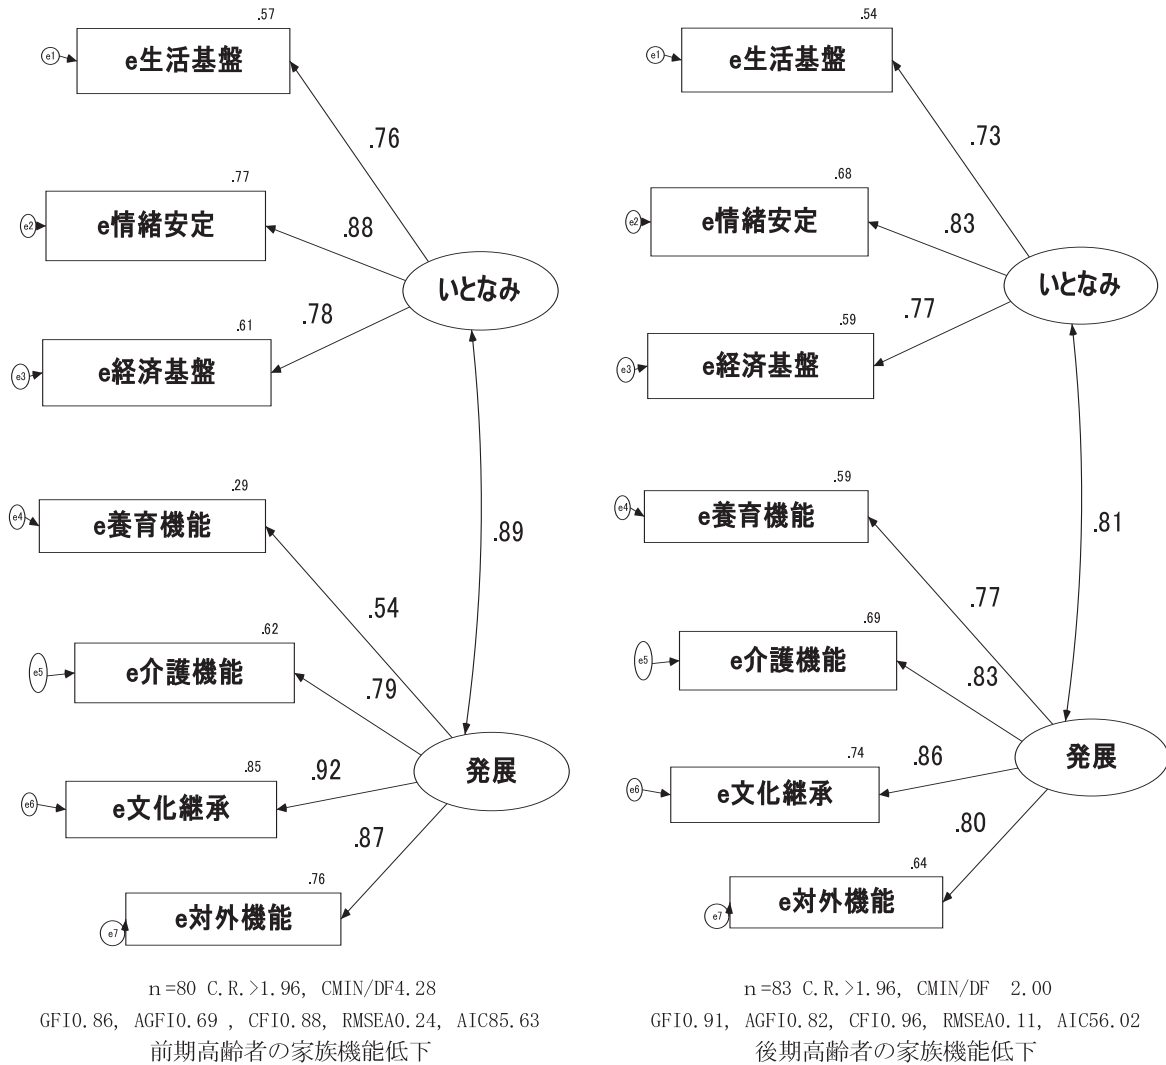 .57
e1
e生活基盤
.76
.77
e2
e情緒安定
.88
いとなみ
.78
.61
e3
e経済基盤
.89
.29
e4
e養育機能
.54
.62
e5
e介護機能
.79
発展
.85
.92
e6
e文化継承
.87
.76
e7
e対外機能
n=80 C.R.>1.96, CMIN/DF4.28
GFI0.86, AGFI0.69 , CFI0.88, RMSEA0.24, AIC85.63
前期高齢者の家族機能低下
.54
e1
e生活基盤
.73
.68
e2
e情緒安定
.83
いとなみ
.77
.59
e3
e経済基盤
.81
.59
e4
e養育機能
.77
.69
e5
e介護機能
.83
発展
.74
.86
e6
e文化継承
.80
.64
e7
e対外機能
n=83 C.R.>1.96, CMIN/DF 2.00
GFI0.91, AGFI0.82, CFI0.96, RMSEA0.11, AIC56.02
後期高齢者の家族機能低下